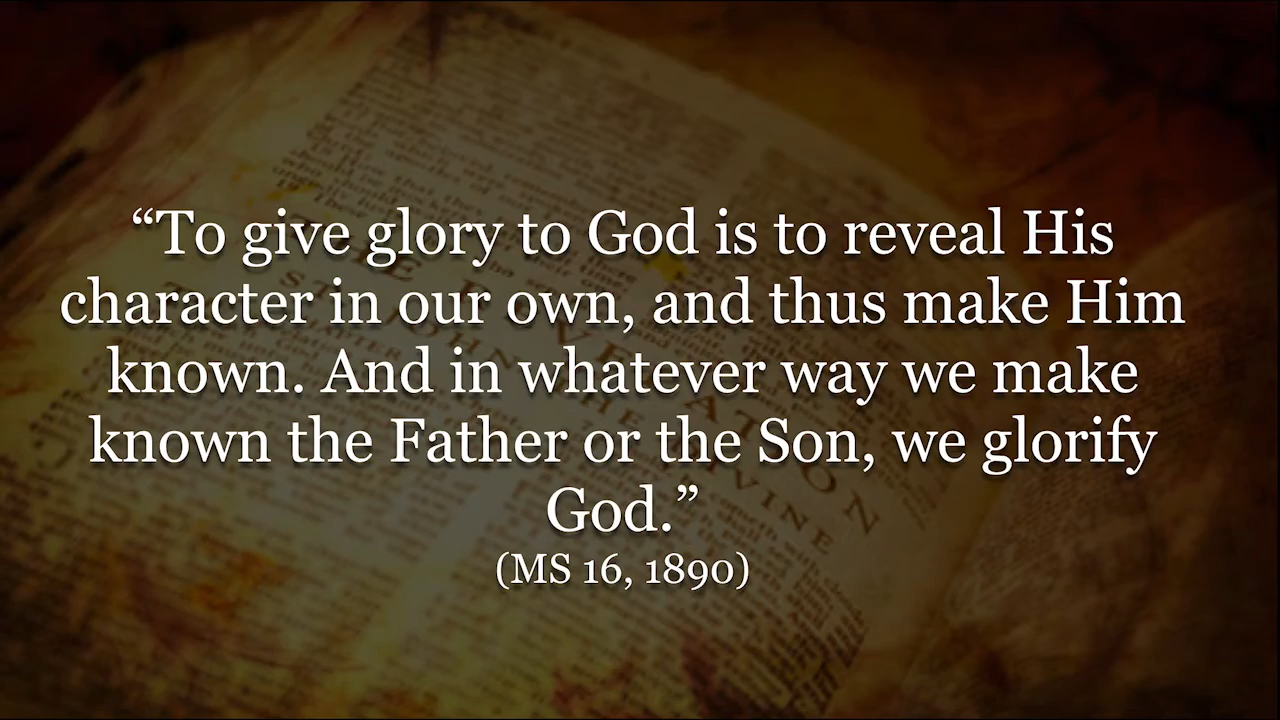 “To give glory to God is to reveal His
character in our own, and thus make Him
known. And in whatever way we make
known the Father or the Son, we glorify
God.”
(MS 16, 1890)